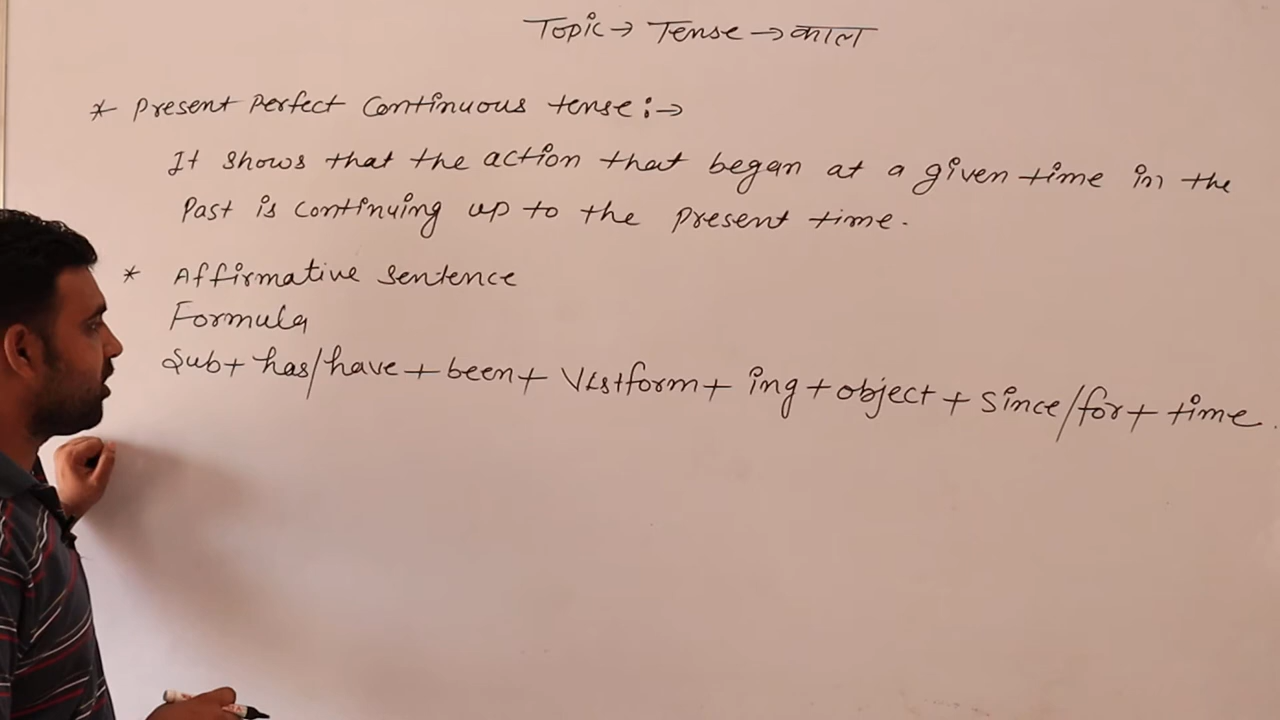 Topic → Tense → काल
* Present Perfect Continuous tense :→
It shows that the action that began at a given time in the
Past is continuing up to the present time.
* Affirmative Sentence
Formula
Sub + has/have + been + V1st form + ing + object + Since/for + time.